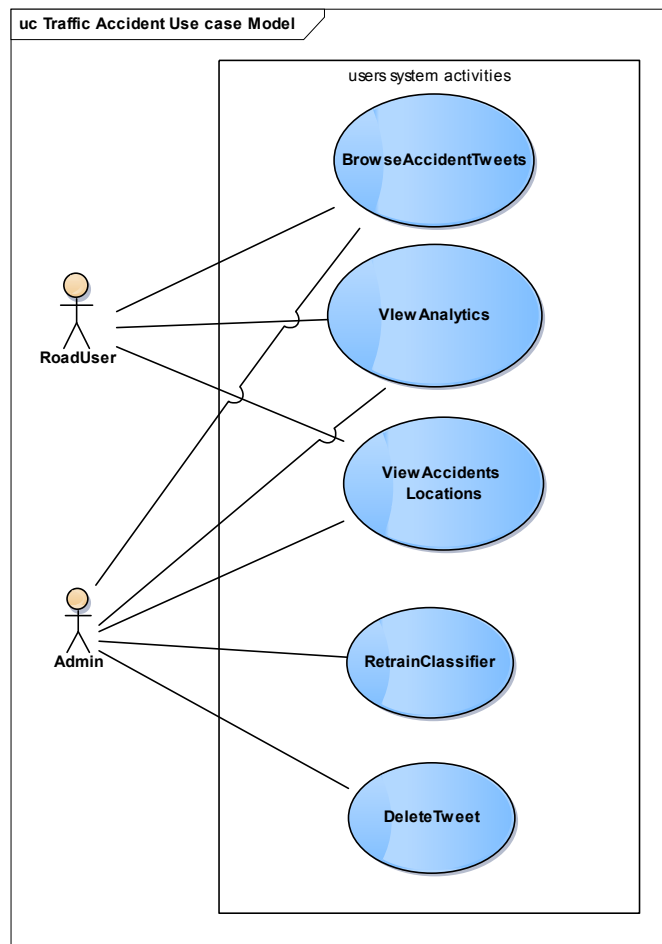 uc Traffic Accident Use case Model
users system activities
BrowseAccidentTweets
VIewAnalytics
RoadUser
ViewAccidents
Locations
Admin
RetrainClassifier
DeleteTweet